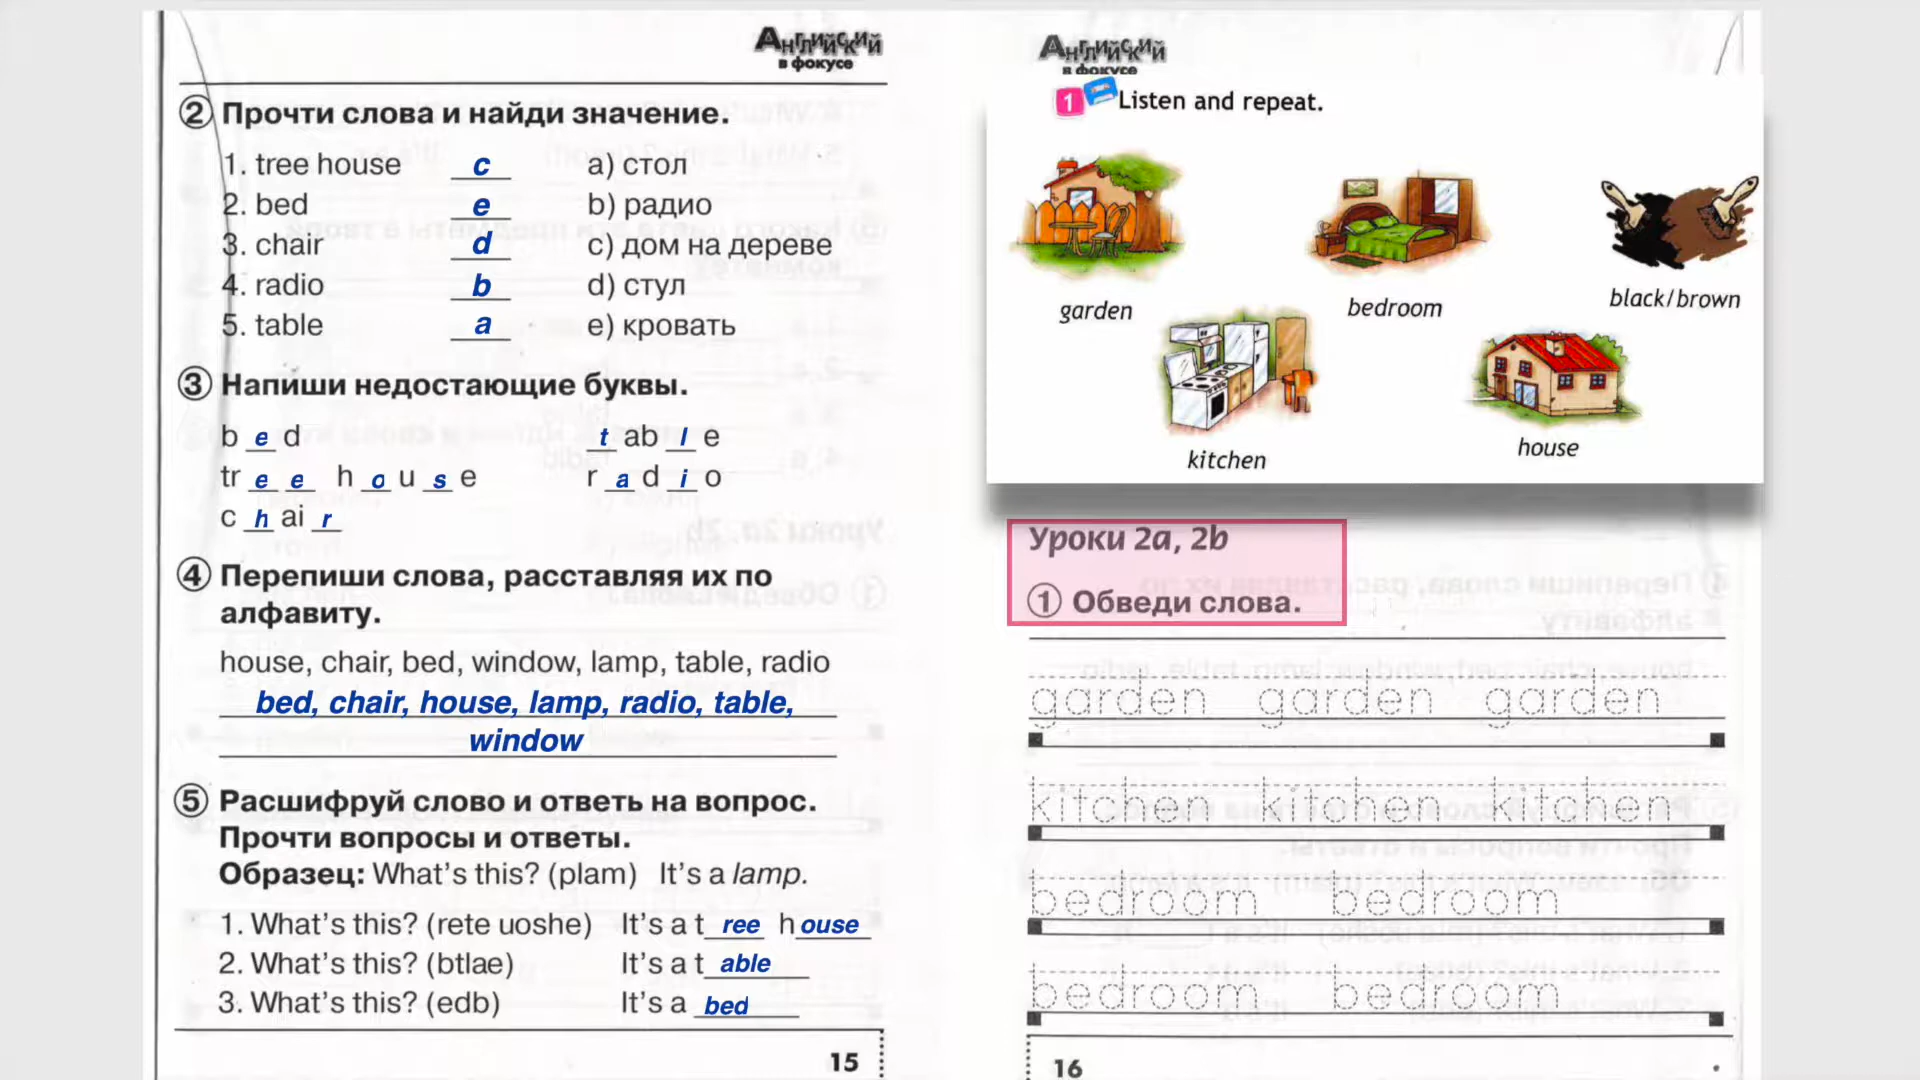 Английский
в фокусе
2 Прочти слова и найди значение.
1. tree house c a) стол
2. bed e b) радио
3. chair d c) дом на дереве
4. radio b d) стул
5. table a e) кровать
3 Напиши недостающие буквы.
b e d t ab l e
tr e e h o u s e r a d i o
c h ai r
4 Перепиши слова, расставляя их по
алфавиту.
house, chair, bed, window, lamp, table, radio
bed, chair, house, lamp, radio, table,
window
5 Расшифруй слово и ответь на вопрос.
Прочти вопросы и ответы.
Образец: What's this? (plam) It's a lamp.
1. What's this? (rete uoshe) It's a t ree h ouse
2. What's this? (btlae) It's a t able
3. What's this? (edb) It's a bed
15
Английский
в фокусе
1 Listen and repeat.
garden
bedroom
black/brown
kitchen
house
Уроки 2a, 2b
1 Обведи слова.
garden garden garden
kitchen kitchen kitchen
bedroom bedroom
bedroom bedroom
16